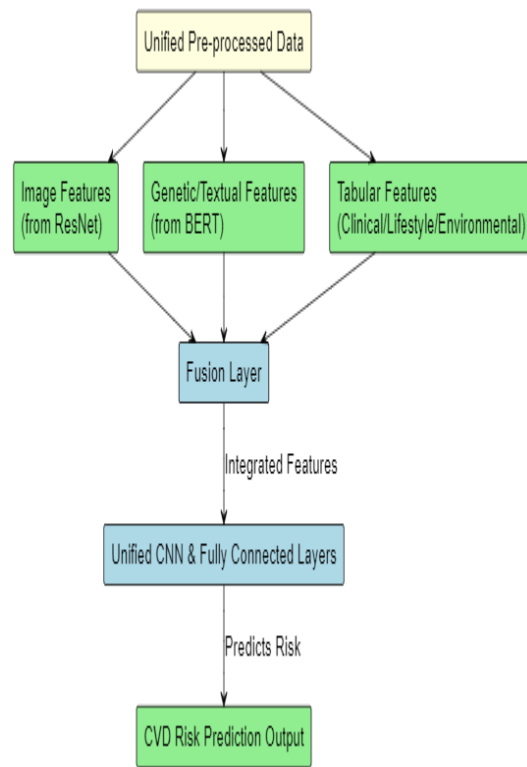 Unified Pre-processed Data
Image Features
(from ResNet)
Genetic/Textual Features
(from BERT)
Tabular Features
(Clinical/Lifestyle/Environmental)
Fusion Layer
Integrated Features
Unified CNN & Fully Connected Layers
Predicts Risk
CVD Risk Prediction Output